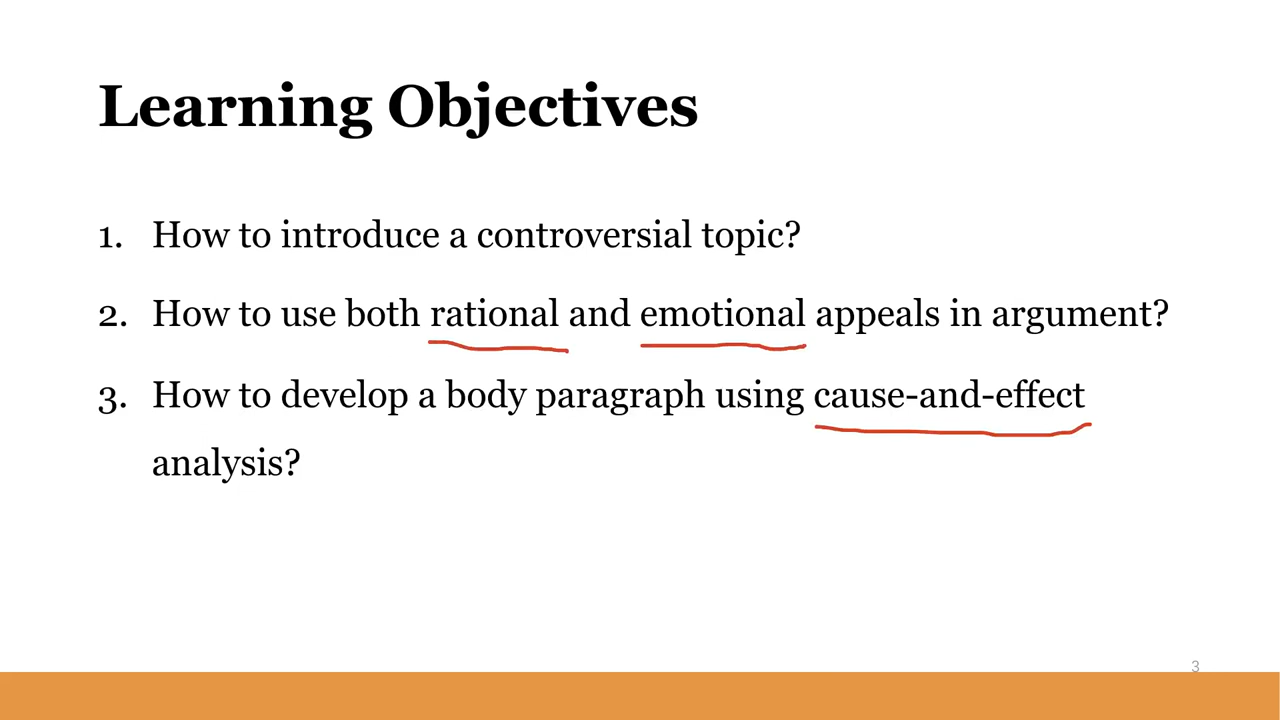 Learning Objectives
1. How to introduce a controversial topic?
2. How to use both rational and emotional appeals in argument?
3. How to develop a body paragraph using cause-and-effect
analysis?
3